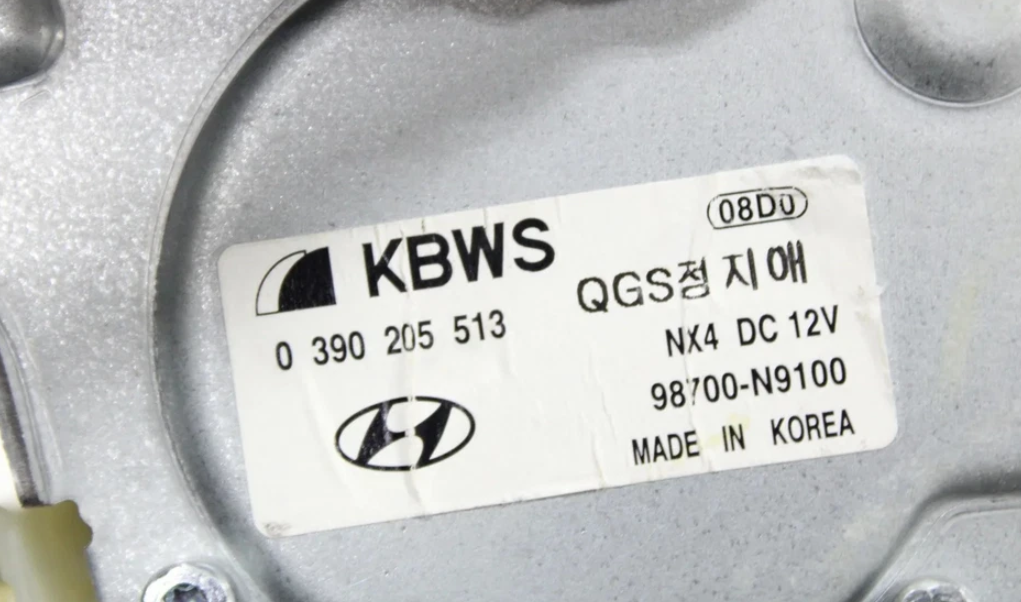 08D0
KBWS
QGS정지애
0 390 205 513
NX4 DC 12V
98700-N9100
MADE IN KOREA